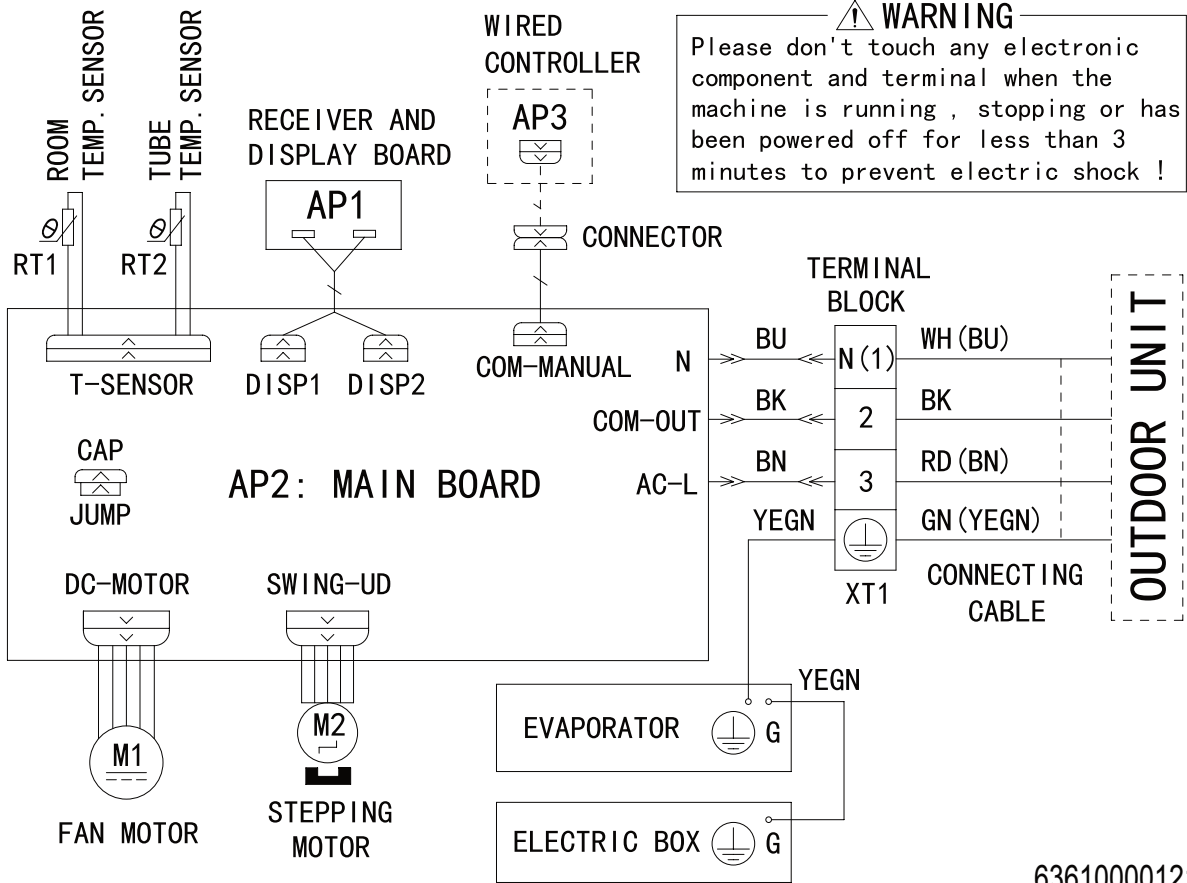 WARNING
Please don't touch any electronic
component and terminal when the
machine is running , stopping or has
been powered off for less than 3
minutes to prevent electric shock !
ROOM
TEMP. SENSOR
TUBE
TEMP. SENSOR
RT1
RT2
RECEIVER AND
DISPLAY BOARD
AP1
WIRED
CONTROLLER
AP3
CONNECTOR
T-SENSOR
DISP1
DISP2
COM-MANUAL
N
COM-OUT
AC-L
CAP
JUMP
AP2: MAIN BOARD
DC-MOTOR
SWING-UD
M1
FAN MOTOR
M2
STEPPING
MOTOR
TERMINAL
BLOCK
BU
N(1)
WH(BU)
BK
2
BK
BN
3
RD(BN)
YEGN
GN(YEGN)
XT1
CONNECTING
CABLE
OUTDOOR UNIT
YEGN
EVAPORATOR
G
ELECTRIC BOX
G